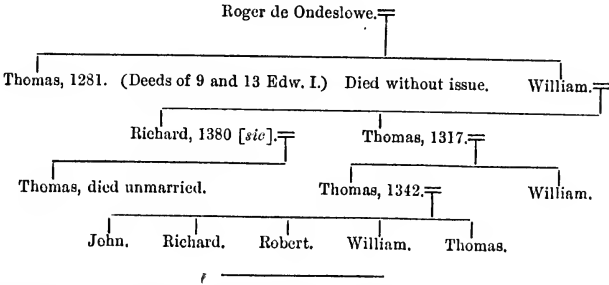 Roger de Ondeslowe.
Thomas, 1281. (Deeds of 9 and 13 Edw. I.) Died without issue. William.
Richard, 1380 [sic]. Thomas, 1317.
Thomas, died unmarried. Thomas, 1342. William.
John. Richard. Robert. William. Thomas.